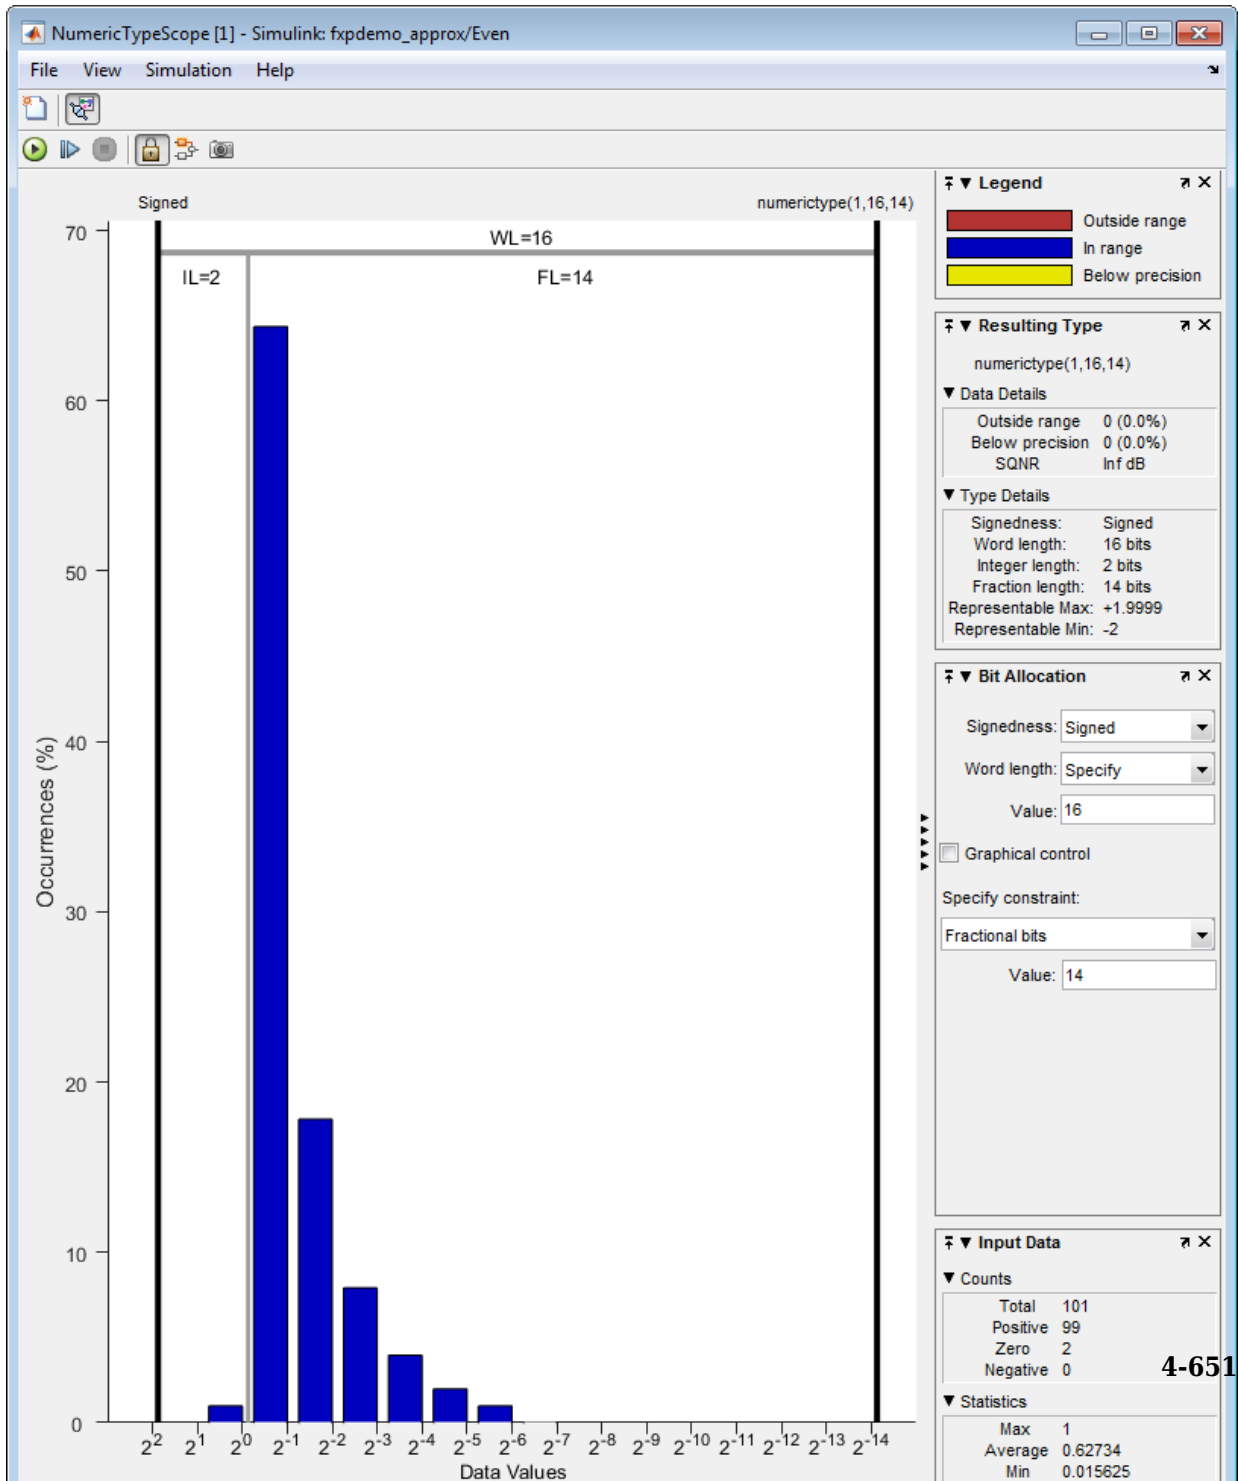 NumericTypeScope [1] - Simulink: fxpdemo_approx/Even
File View Simulation Help
Signed numerictype(1,16,14)
WL=16
IL=2 FL=14
70
60
50
40
30
20
10
0
Occurrences (%)
2² 2¹ 2⁰ 2⁻¹ 2⁻² 2⁻³ 2⁻⁴ 2⁻⁵ 2⁻⁶ 2⁻⁷ 2⁻⁸ 2⁻⁹ 2⁻¹⁰ 2⁻¹¹ 2⁻¹² 2⁻¹³ 2⁻¹⁴
Data Values
Legend
Outside range
In range
Below precision
Resulting Type
numerictype(1,16,14)
Data Details
Outside range 0 (0.0%)
Below precision 0 (0.0%)
SQNR Inf dB
Type Details
Signedness: Signed
Word length: 16 bits
Integer length: 2 bits
Fraction length: 14 bits
Representable Max: +1.9999
Representable Min: -2
Bit Allocation
Signedness: Signed
Word length: Specify
Value: 16
Graphical control
Specify constraint:
Fractional bits
Value: 14
Input Data
Counts
Total 101
Positive 99
Zero 2
Negative 0
4-651
Statistics
Max 1
Average 0.62734
Min 0.015625